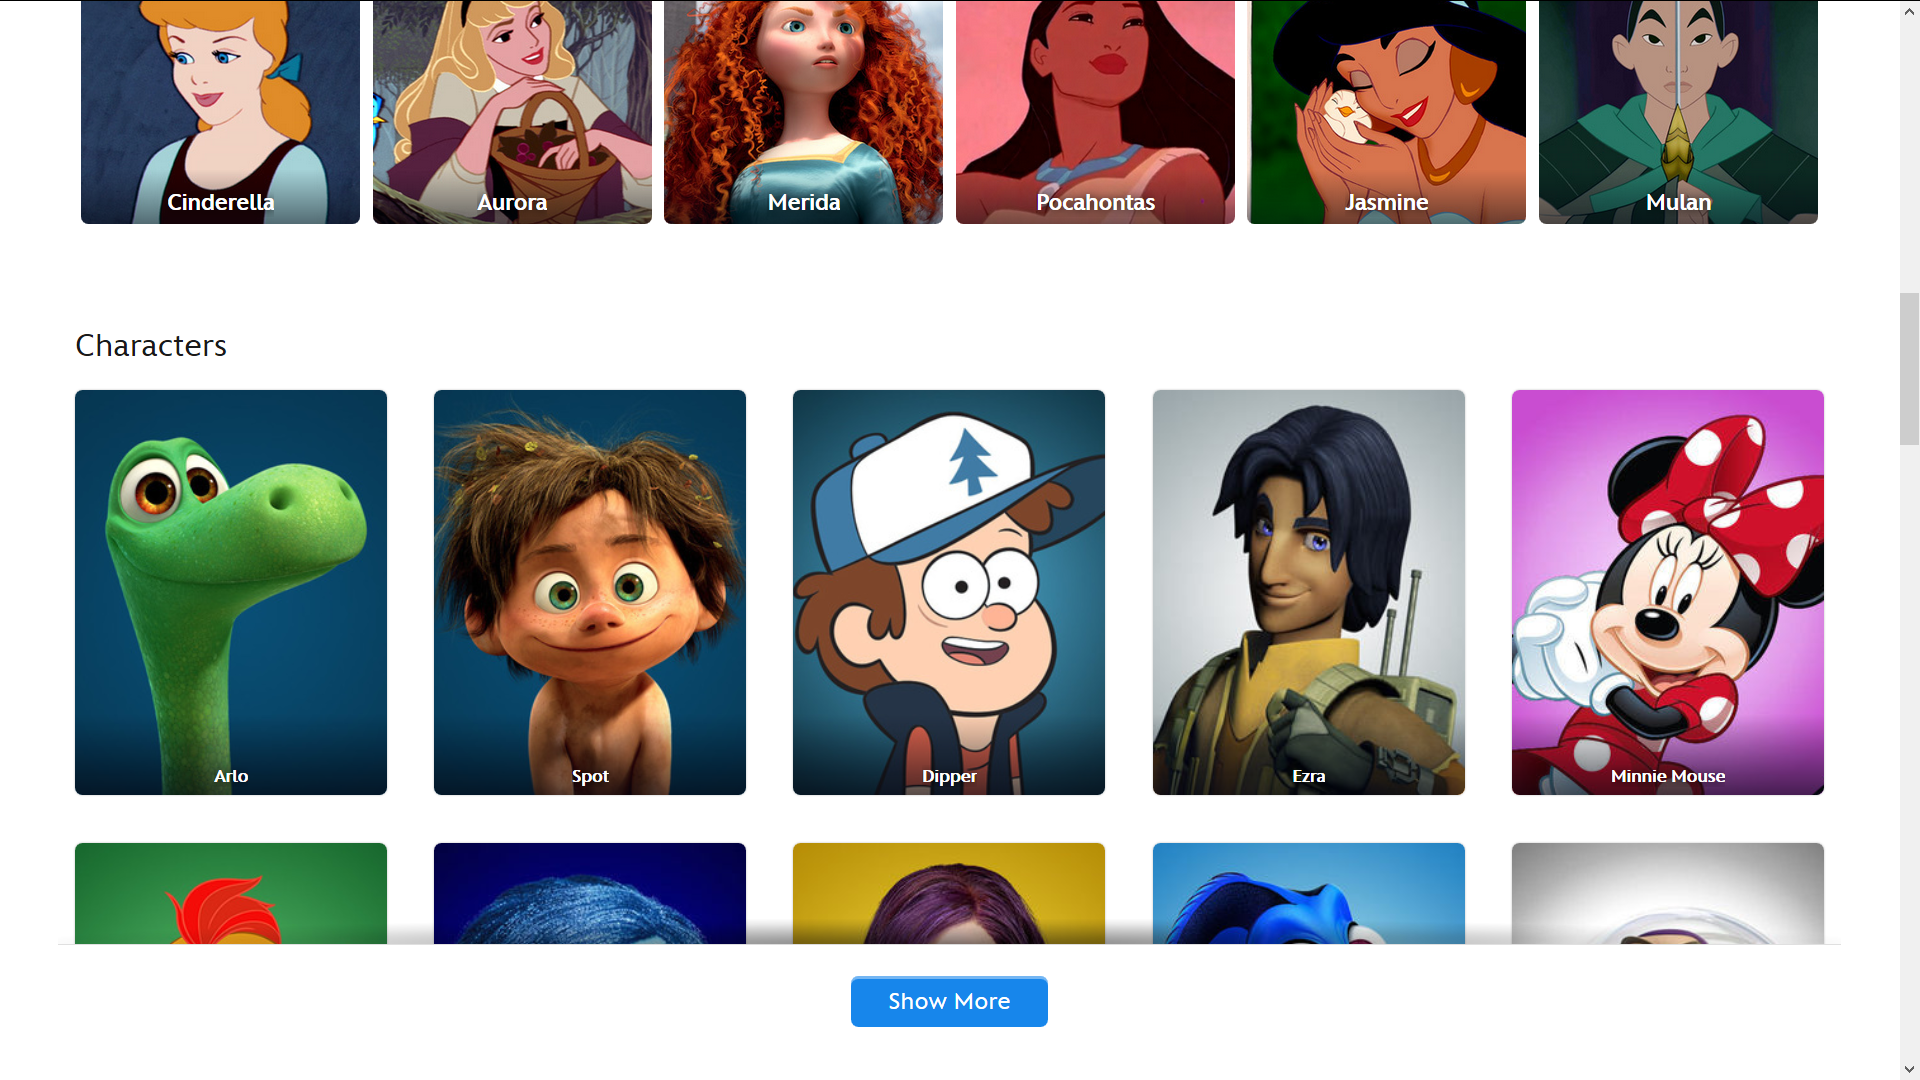 Cinderella
Aurora
Merida
Pocahontas
Jasmine
Mulan
Characters
Arlo
Spot
Dipper
Ezra
Minnie Mouse
Show More